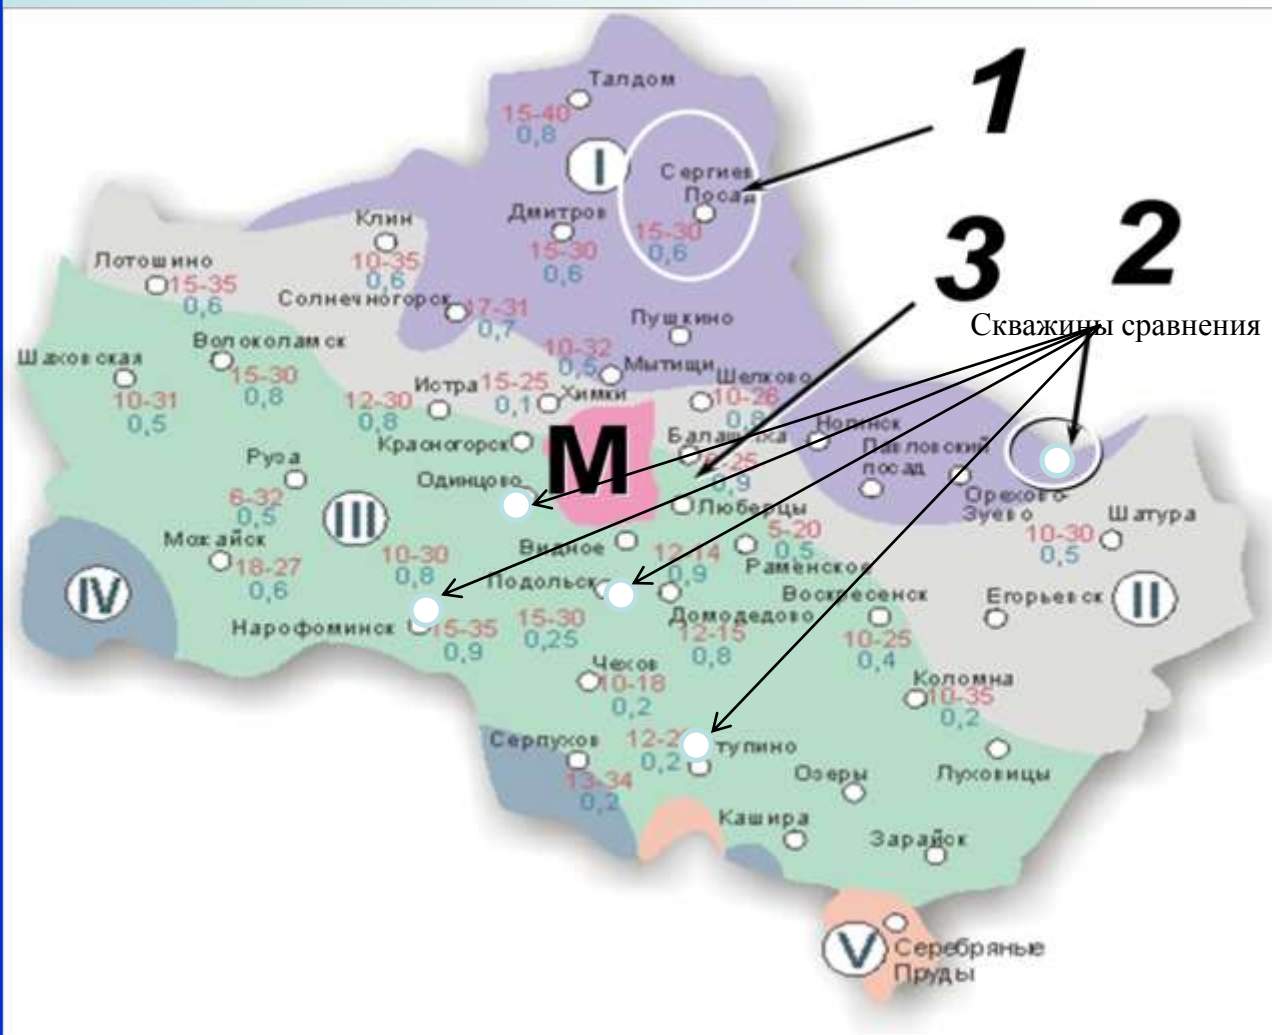 1
Талдом
15-40
0,8
I
Сергиев
Посад
15-30
0,6
Дмитров
15-30
0,6
2
3
Клин
10-35
0,6
Лотошино
15-35
0,6
Солнечногорск
17-31
0,7
Пушкино
Скважины сравнения
Волоколамск
15-30
0,8
Шаховская
10-31
0,5
10-32
0,5
Мытищи
Щелково
10-26
0,8
Истра
12-30
0,8
15-25
0,1
Химки
Красногорск
М
Балашиха
0,9
Ногинск
Павловский
посад
Орехово-
Зуево
Одинцово
Руза
6-32
0,5
III
Люберцы
5-20
0,5
10-30
0,5
Шатура
Можайск
18-27
0,6
10-30
0,8
Видное
12-14
0,9
Раменское
IV
Подольск
Домодедово
12-15
0,8
Воскресенск
10-25
0,4
Егорьевск
II
Нарофоминск
15-35
0,9
15-30
0,25
Чехов
10-18
0,2
Коломна
10-35
0,2
Серпухов
13-34
0,2
0,2
тупино
Озеры
Луховицы
Кашира
Зарайск
V
Серебряные
Пруды